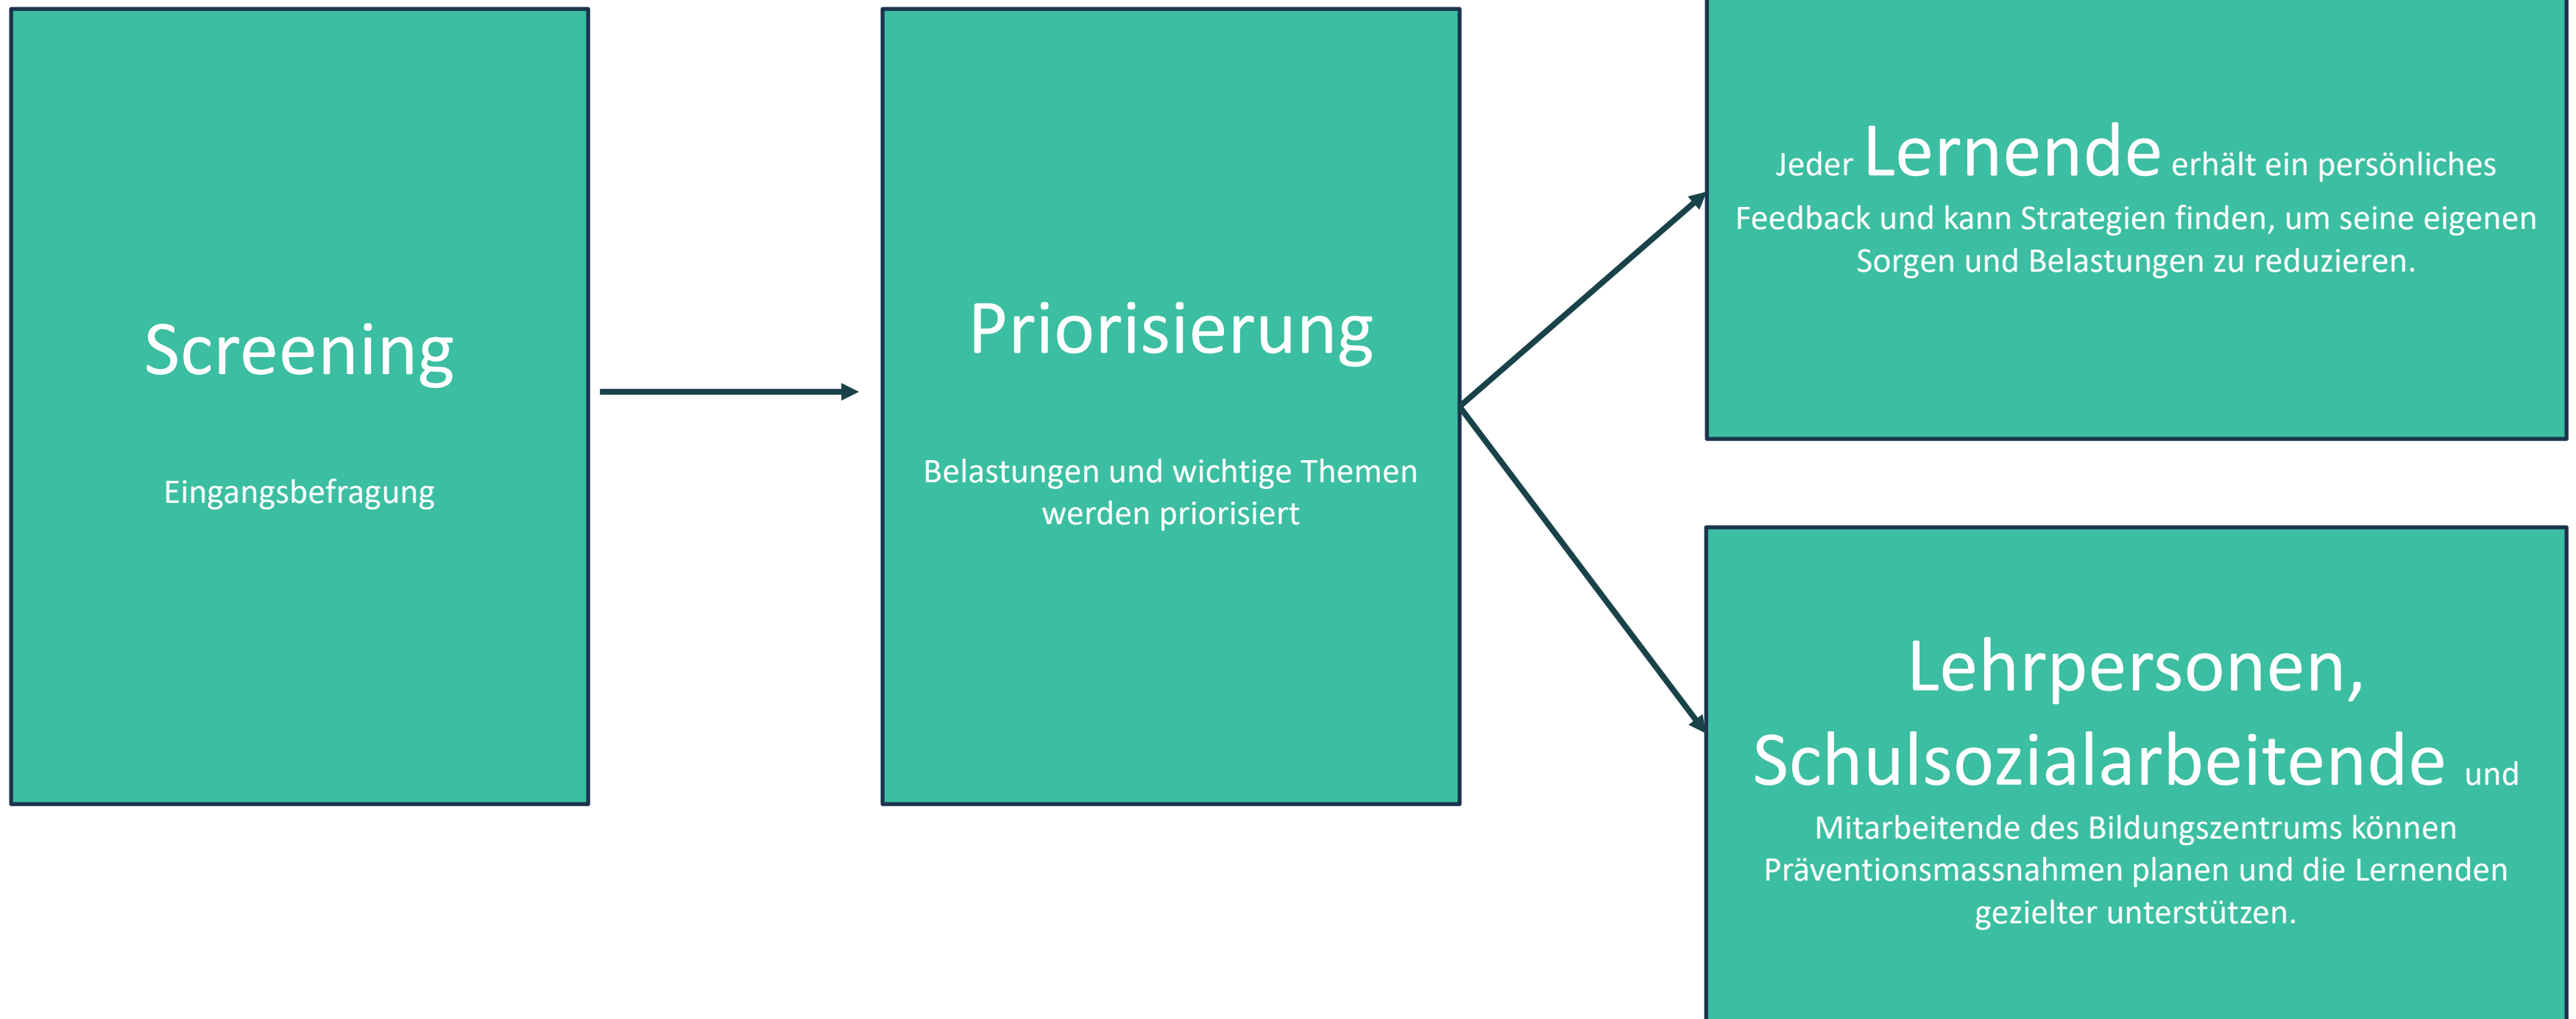 Screening
Eingangsbefragung
Priorisierung
Belastungen und wichtige Themen
werden priorisiert
Jeder Lernende erhält ein persönliches
Feedback und kann Strategien finden, um seine eigenen
Sorgen und Belastungen zu reduzieren.
Lehrpersonen,
Schulsozialarbeitende und
Mitarbeitende des Bildungszentrums können
Präventionsmassnahmen planen und die Lernenden
gezielter unterstützen.